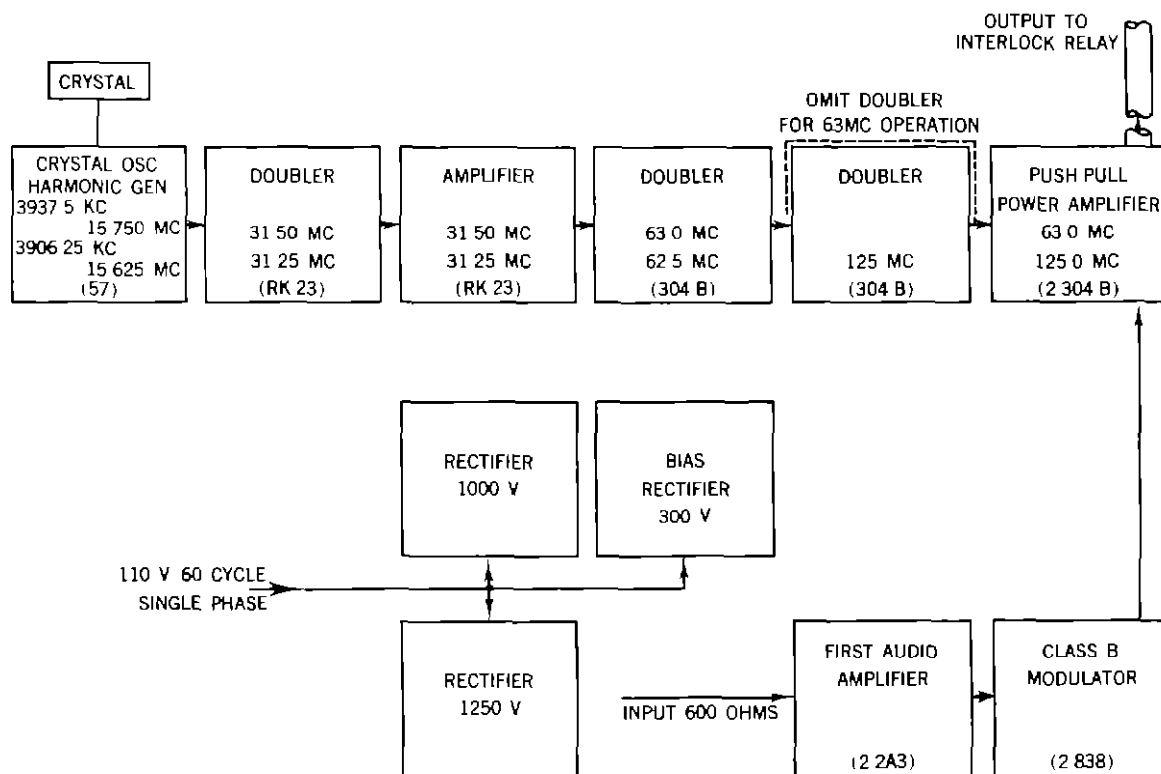 OUTPUT TO
INTERLOCK RELAY
CRYSTAL
OMIT DOUBLER
FOR 63MC OPERATION
CRYSTAL OSC
HARMONIC GEN
3937 5 KC
15 750 MC
3906 25 KC
15 625 MC
(57)
DOUBLER
31 50 MC
31 25 MC
(RK 23)
AMPLIFIER
31 50 MC
31 25 MC
(RK 23)
DOUBLER
63 0 MC
62 5 MC
(304 B)
DOUBLER
125 MC
(304 B)
PUSH PULL
POWER AMPLIFIER
63 0 MC
125 0 MC
(2 304 B)
RECTIFIER
1000 V
BIAS
RECTIFIER
300 V
110 V 60 CYCLE
SINGLE PHASE
RECTIFIER
1250 V
INPUT 600 OHMS
FIRST AUDIO
AMPLIFIER
(2 2A3)
CLASS B
MODULATOR
(2 838)